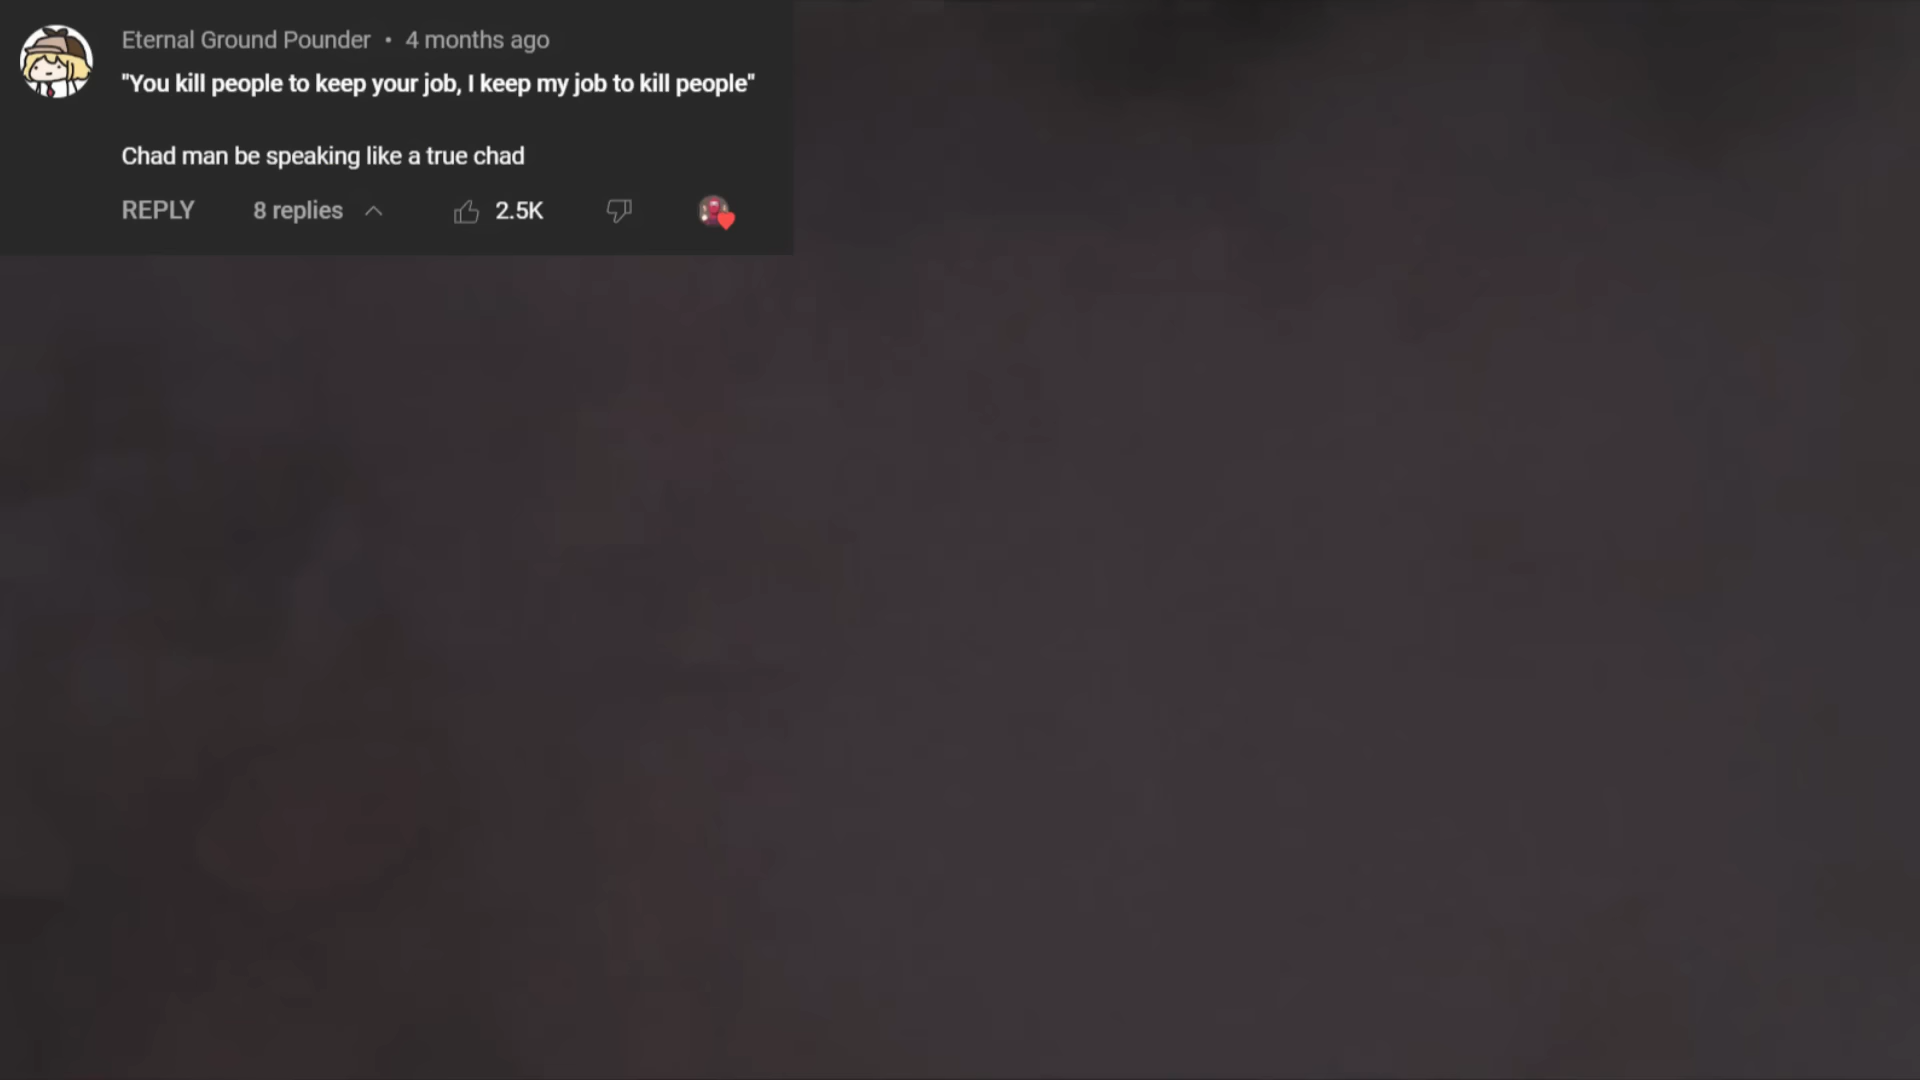 Eternal Ground Pounder • 4 months ago
"You kill people to keep your job, I keep my job to kill people"
Chad man be speaking like a true chad
REPLY 8 replies 2.5K